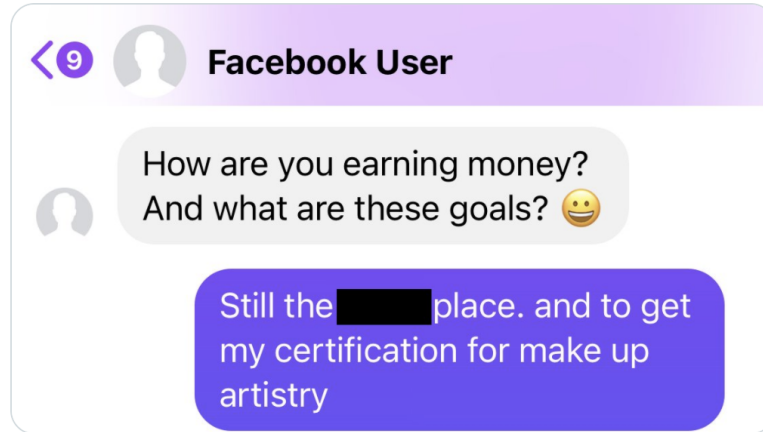 9
Facebook User
How are you earning money?
And what are these goals? 😀
Still the place. and to get
my certification for make up
artistry